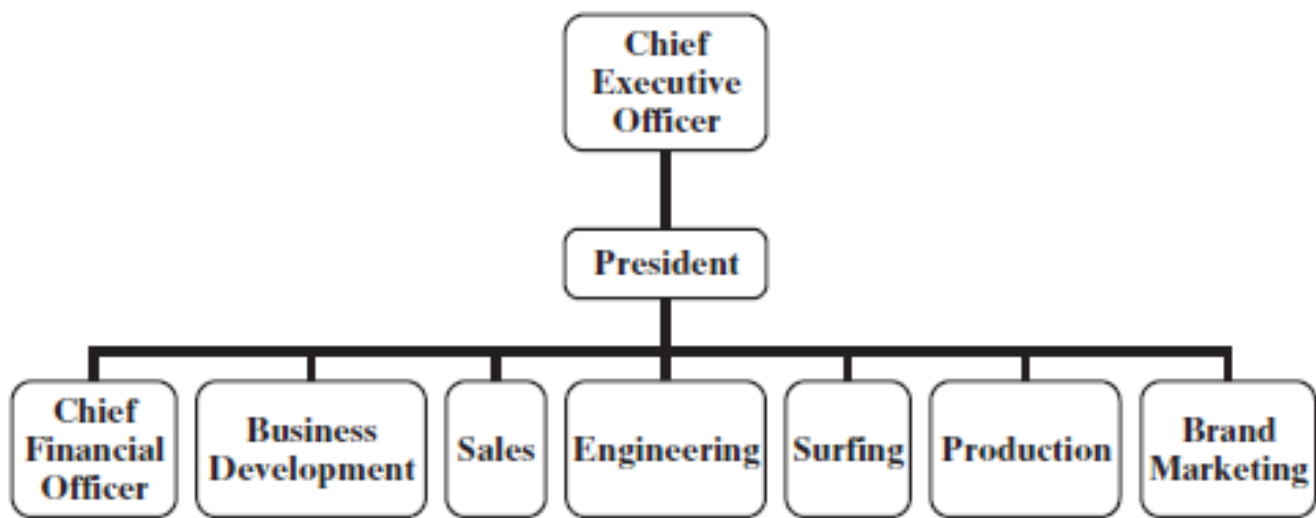 Chief
Executive
Officer
President
Chief
Financial
Officer
Business
Development
Sales
Engineering
Surfing
Production
Brand
Marketing